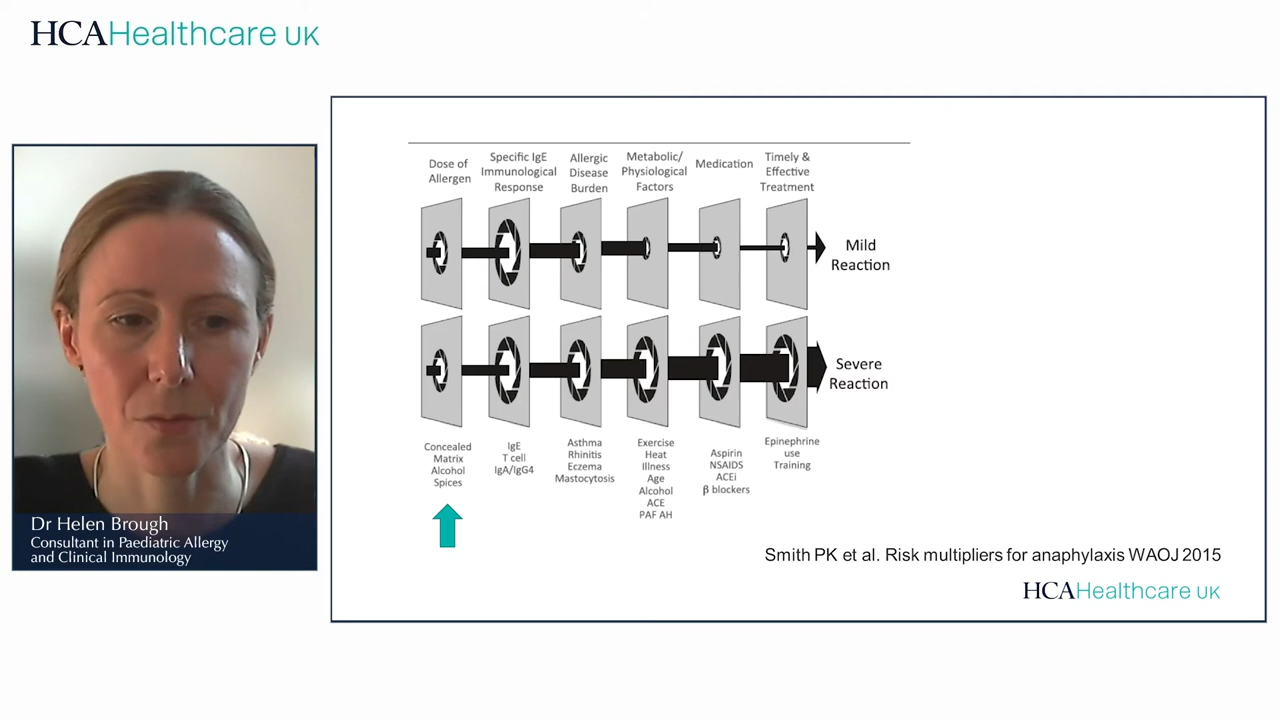 HCAHealthcare UK
Dr Helen Brough
Consultant in Paediatric Allergy
and Clinical Immunology
Dose of
Allergen
Specific IgE
Immunological
Response
Allergic
Disease
Burden
Metabolic/
Physiological
Factors
Medication
Timely &
Effective
Treatment
Mild
Reaction
Severe
Reaction
Concealed
Matrix
Alcohol
Spices
IgE
T cell
IgA/IgG4
Asthma
Rhinitis
Eczema
Mastocytosis
Exercise
Heat
Illness
Age
Alcohol
ACE
PAF AH
Aspirin
NSAIDS
ACEi
β blockers
Epinephrine
use
Training
Smith PK et al. Risk multipliers for anaphylaxis WAOJ 2015
HCAHealthcare UK